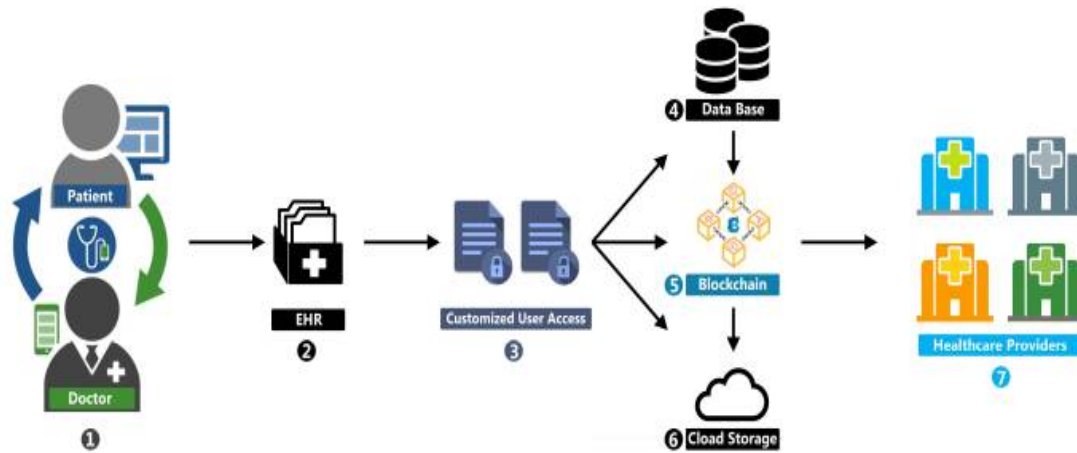 Patient
Doctor
1
EHR
2
Customized User Access
3
4 Data Base
5 Blockchain
6 Cload Storage
Healthcare Providers
7